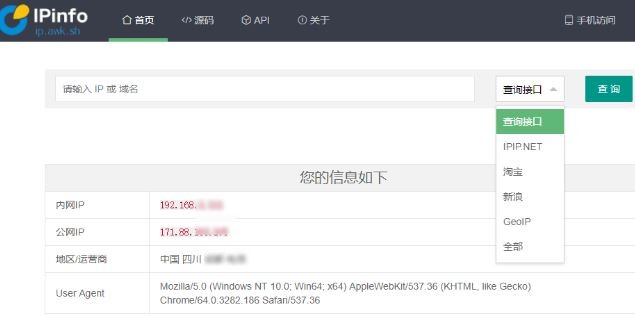 IPinfo
ip.awk.sh
首页
源码
API
关于
手机访问
请输入 IP 或 域名
查询接口
查 询
查询接口
IPIP.NET
淘宝
新浪
GeoIP
全部
您的信息如下
内网IP
192.168.
公网IP
171.88.
地区/运营商
中国 四川
User Agent
Mozilla/5.0 (Windows NT 10.0; Win64; x64) AppleWebKit/537.36 (KHTML, like Gecko)
Chrome/64.0.3282.186 Safari/537.36